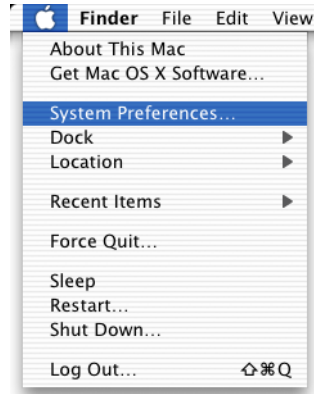 Finder File Edit View
About This Mac
Get Mac OS X Software...
System Preferences...
Dock
Location
Recent Items
Force Quit...
Sleep
Restart...
Shut Down...
Log Out... ⇧⌘Q